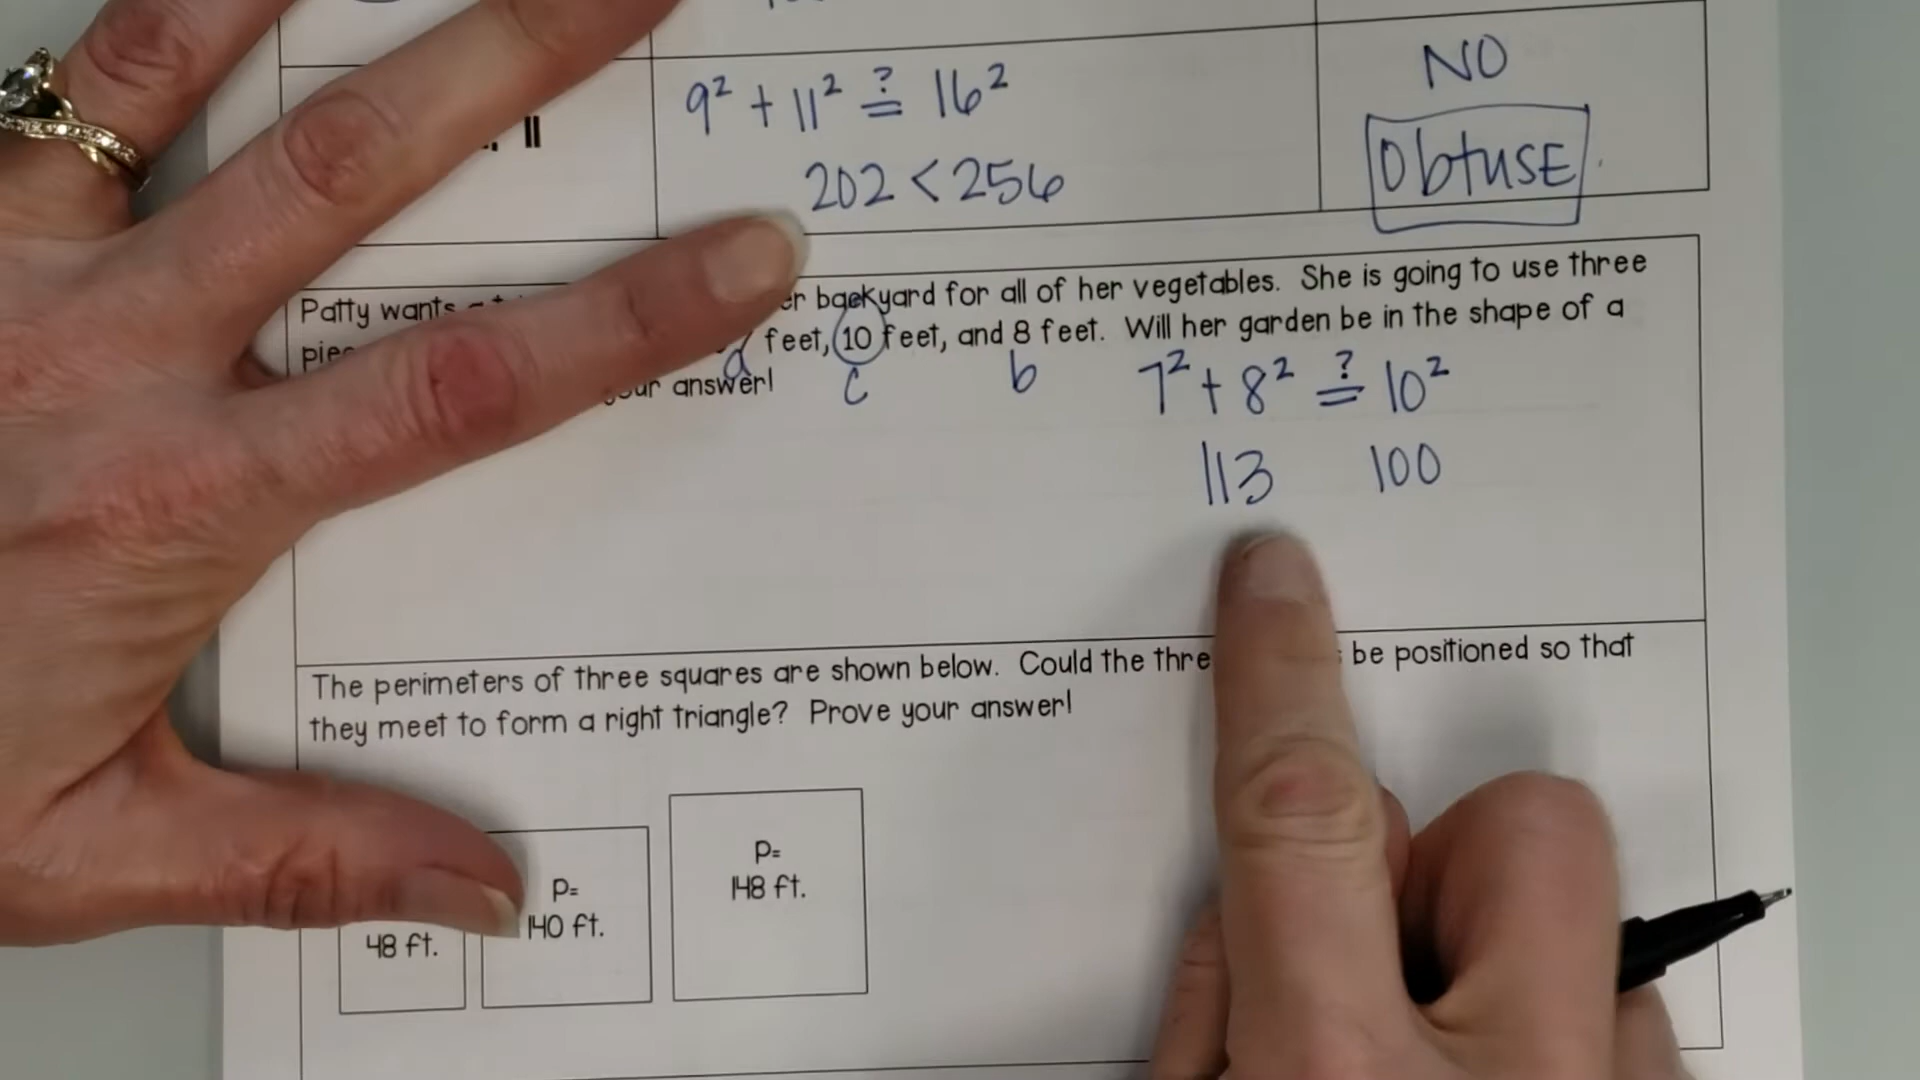 NO
9² + 11² ≟ 16²
11
202 < 256
Obtuse
Patty wants backyard for all of her vegetables. She is going to use three
feet, 10 feet, and 8 feet. Will her garden be in the shape of a
answer!
a c b
7² + 8² ≟ 10²
113 100
The perimeters of three squares are shown below. Could the be positioned so that
they meet to form a right triangle? Prove your answer!
48 ft.
P=
140 ft.
P=
148 ft.